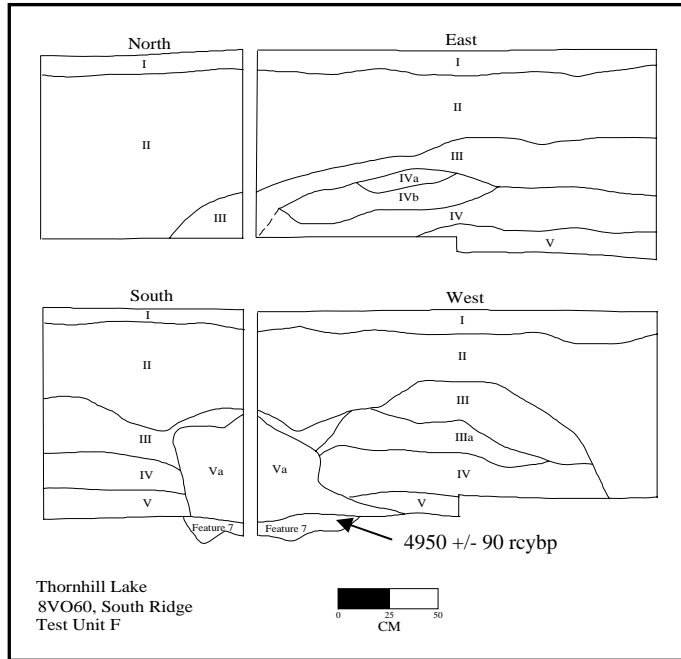 North
East
I
I
II
II
III
IVa
IVb
III
IV
V
South
West
I
I
II
II
III
III
IIIa
Va
Va
IV
IV
V
V
Feature 7
Feature 7
4950 +/- 90 rcybp
Thornhill Lake
8VO60, South Ridge
Test Unit F
0
25
50
CM